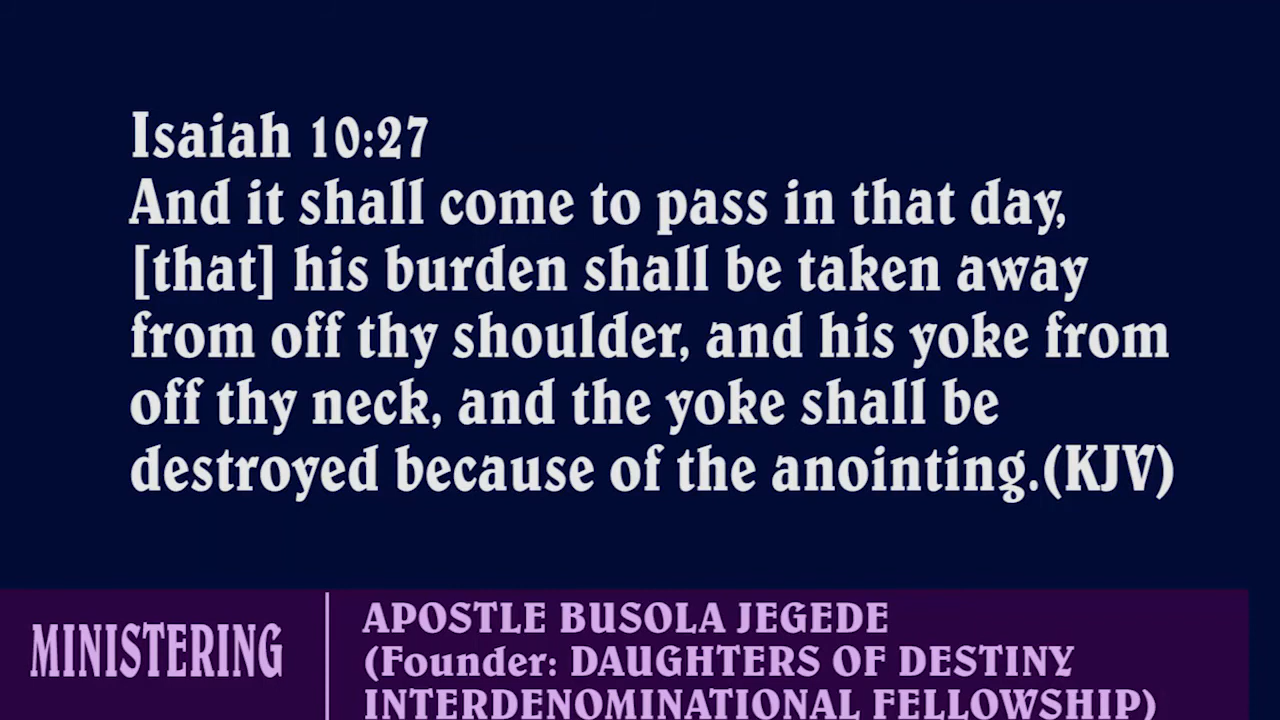 Isaiah 10:27
And it shall come to pass in that day,
[that] his burden shall be taken away
from off thy shoulder, and his yoke from
off thy neck, and the yoke shall be
destroyed because of the anointing.(KJV)
MINISTERING
APOSTLE BUSOLA JEGEDE
(Founder: DAUGHTERS OF DESTINY
INTERDENOMINATIONAL FELLOWSHIP)